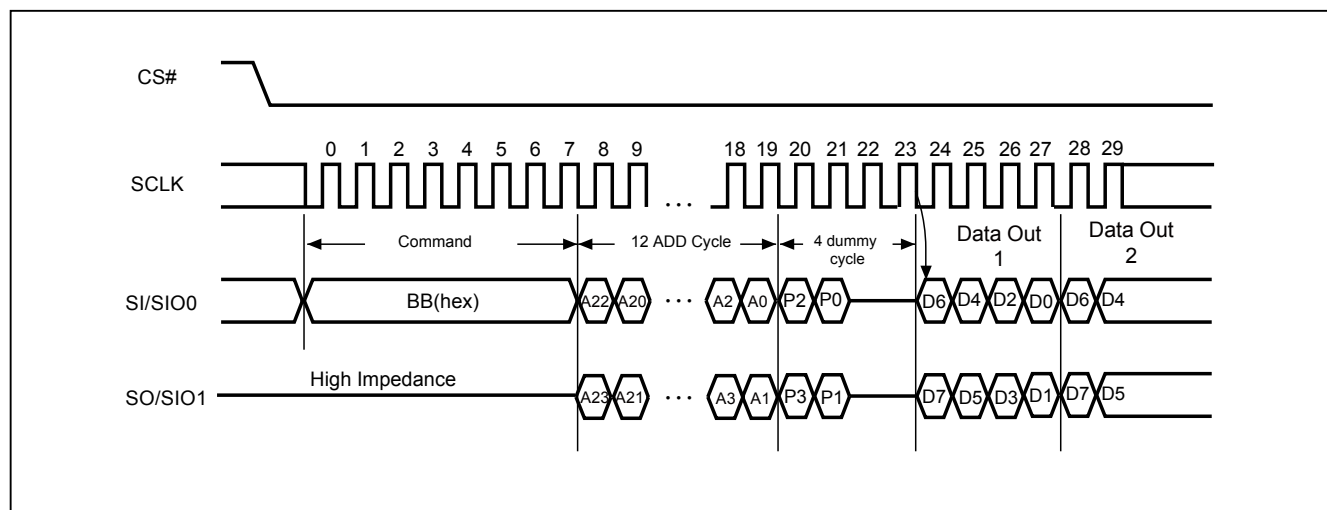 CS#
0 1 2 3 4 5 6 7 8 9 18 19 20 21 22 23 24 25 26 27 28 29
SCLK
Command 12 ADD Cycle 4 dummy cycle Data Out 1 Data Out 2
SI/SIO0 BB(hex) A22 A20 A2 A0 P2 P0 D6 D4 D2 D0 D6 D4
High Impedance
SO/SIO1 A23 A21 A3 A1 P3 P1 D7 D5 D3 D1 D7 D5